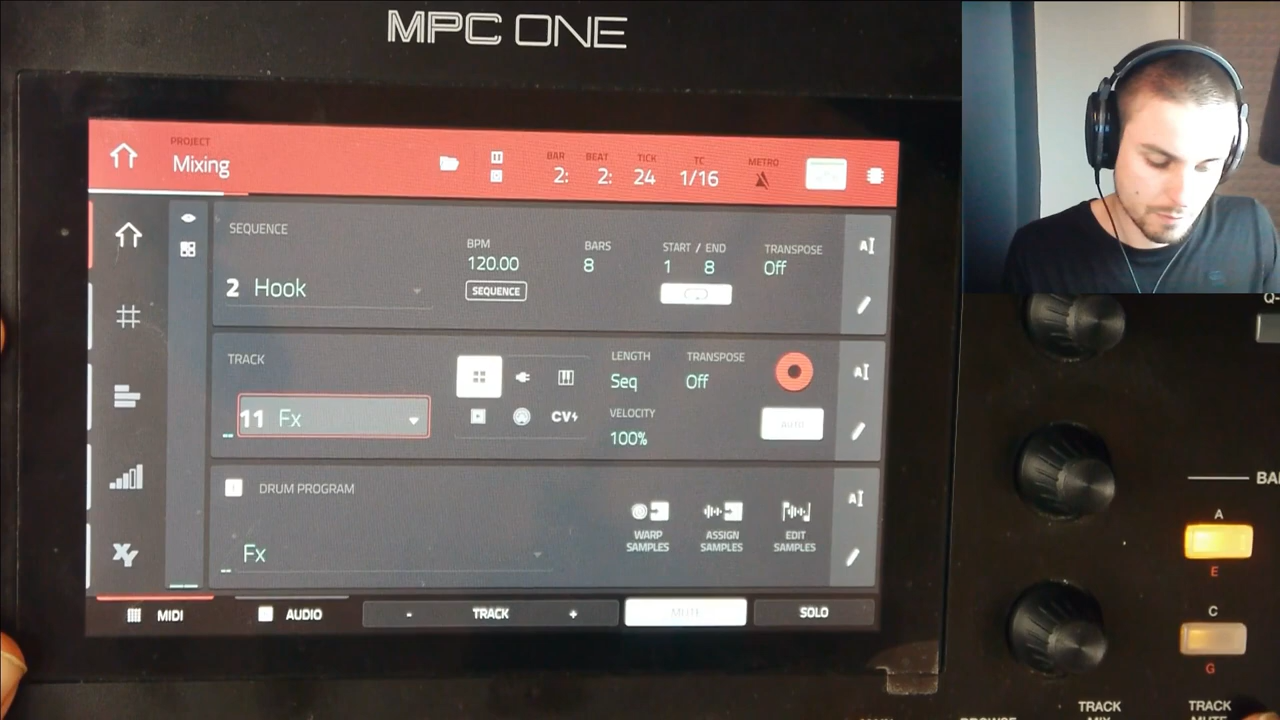 MPC ONE
PROJECT
Mixing
BAR BEAT TICK TC METRO
2: 2: 24 1/16
SEQUENCE
2 Hook
BPM
120.00
SEQUENCE
BARS
8
START / END
1 8
TRANSPOSE
Off
TRACK
11 Fx
CV
LENGTH
Seq
TRANSPOSE
Off
VELOCITY
100%
AUTO
DRUM PROGRAM
Fx
WARP
SAMPLES
ASSIGN
SAMPLES
EDIT
SAMPLES
MIDI AUDIO - TRACK + MUTE SOLO
A
E
C
G
TRACK
MIX
TRACK
MUTE